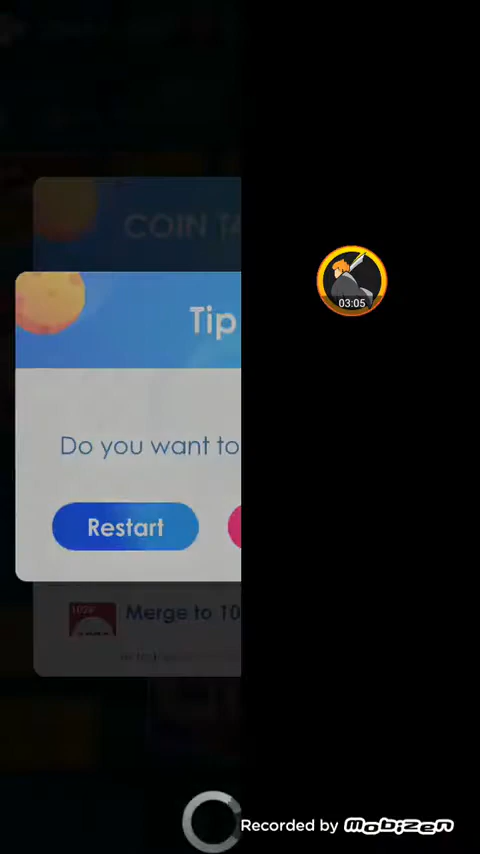 COIN
Tip
03:05
Do you want to
Restart
Merge to 10
Recorded by Mobizen